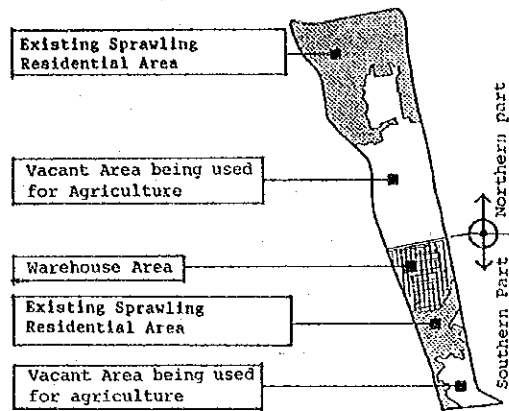 Existing Sprawling
Residential Area
Vacant Area being used
for Agriculture
Warehouse Area
Existing Sprawling
Residential Area
Vacant Area being used
for agriculture
Northern part
Southern Part